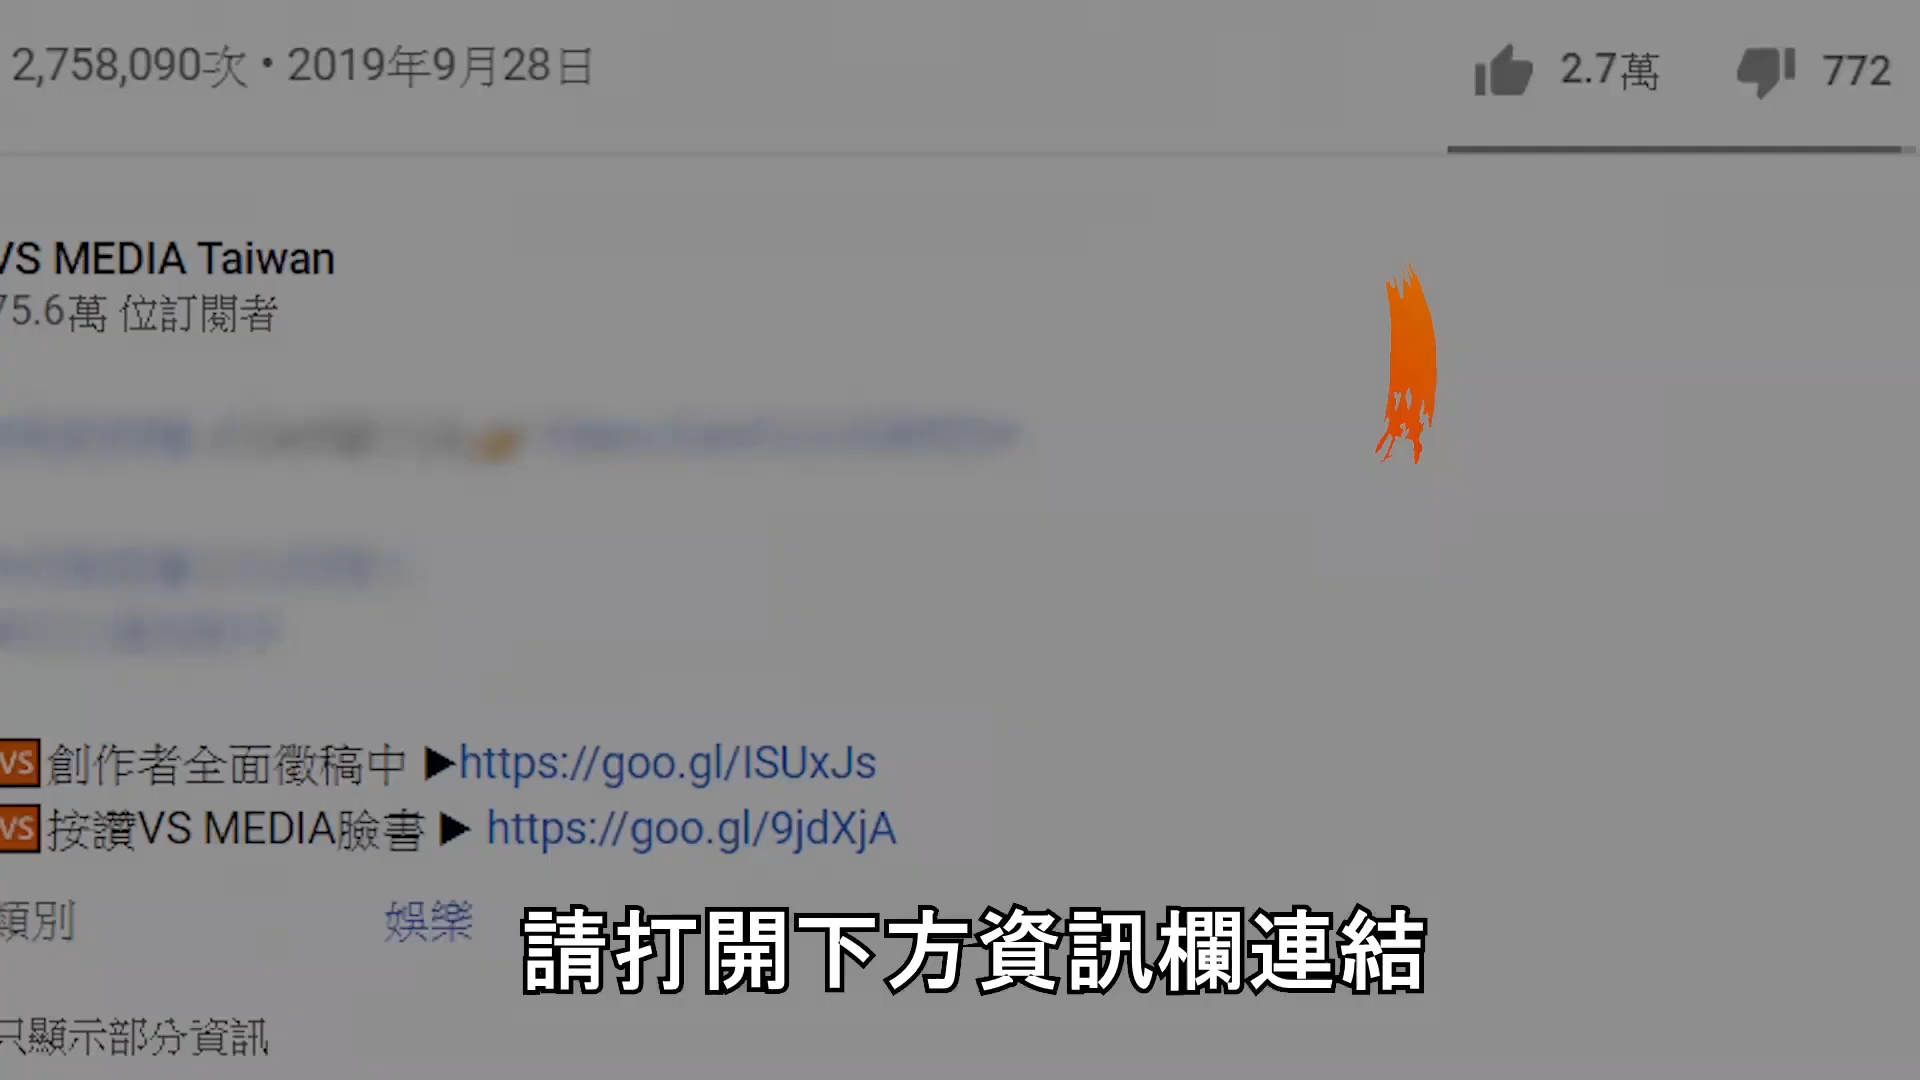 2,758,090次 • 2019年9月28日
2.7萬
772
VS MEDIA Taiwan
75.6萬 位訂閱者
VS 創作者全面徵稿中 ▶https://goo.gl/ISUxJs
VS 按讚VS MEDIA臉書 ▶ https://goo.gl/9jdXjA
類別 娛樂
請打開下方資訊欄連結
只顯示部分資訊